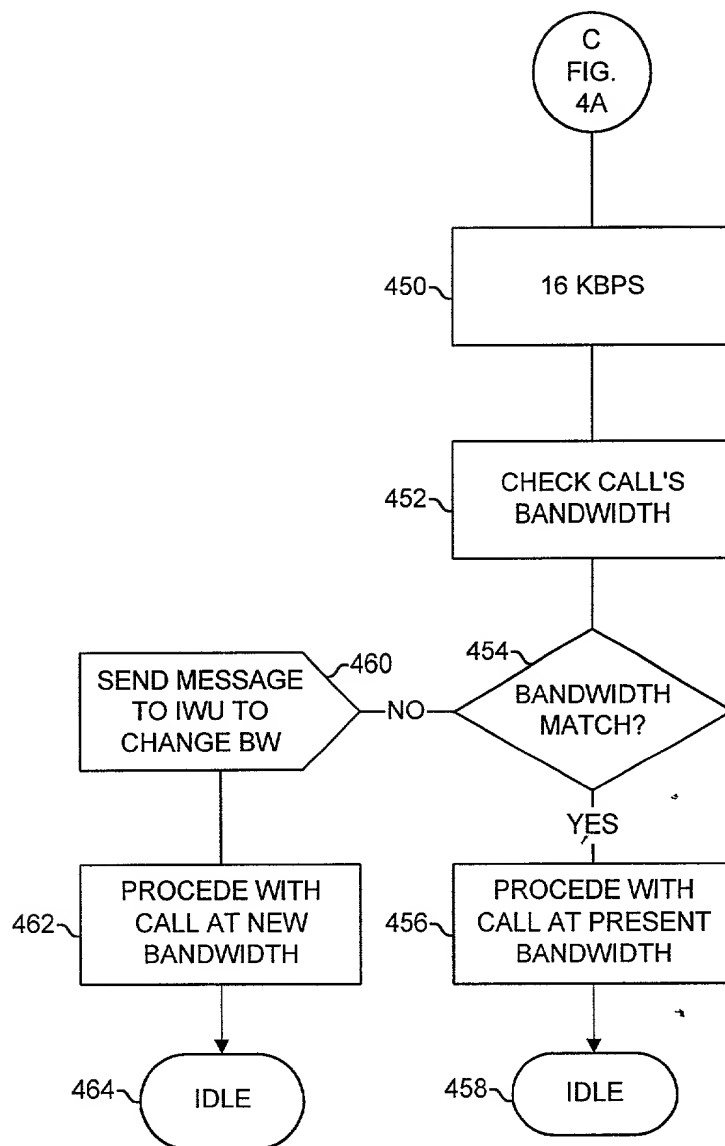 C
FIG.
4A
450
16 KBPS
452
CHECK CALL'S
BANDWIDTH
454
BANDWIDTH
MATCH?
NO
460
SEND MESSAGE
TO IWU TO
CHANGE BW
YES
462
PROCEDE WITH
CALL AT NEW
BANDWIDTH
456
PROCEDE WITH
CALL AT PRESENT
BANDWIDTH
464
IDLE
458
IDLE